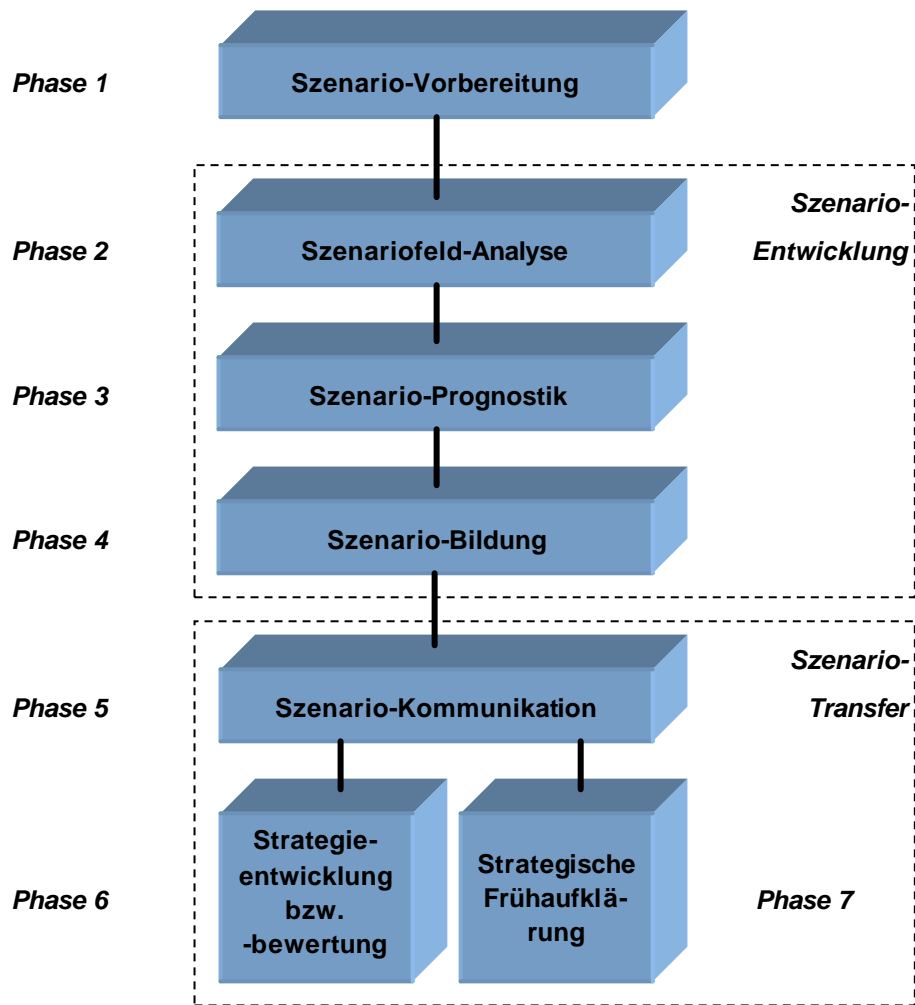 Phase 1
Szenario-Vorbereitung
Szenario-
Entwicklung
Phase 2
Szenariofeld-Analyse
Phase 3
Szenario-Prognostik
Phase 4
Szenario-Bildung
Szenario-
Transfer
Phase 5
Szenario-Kommunikation
Phase 6
Strategie-
entwicklung
bzw.
-bewertung
Strategische
Frühaufklä-
rung
Phase 7